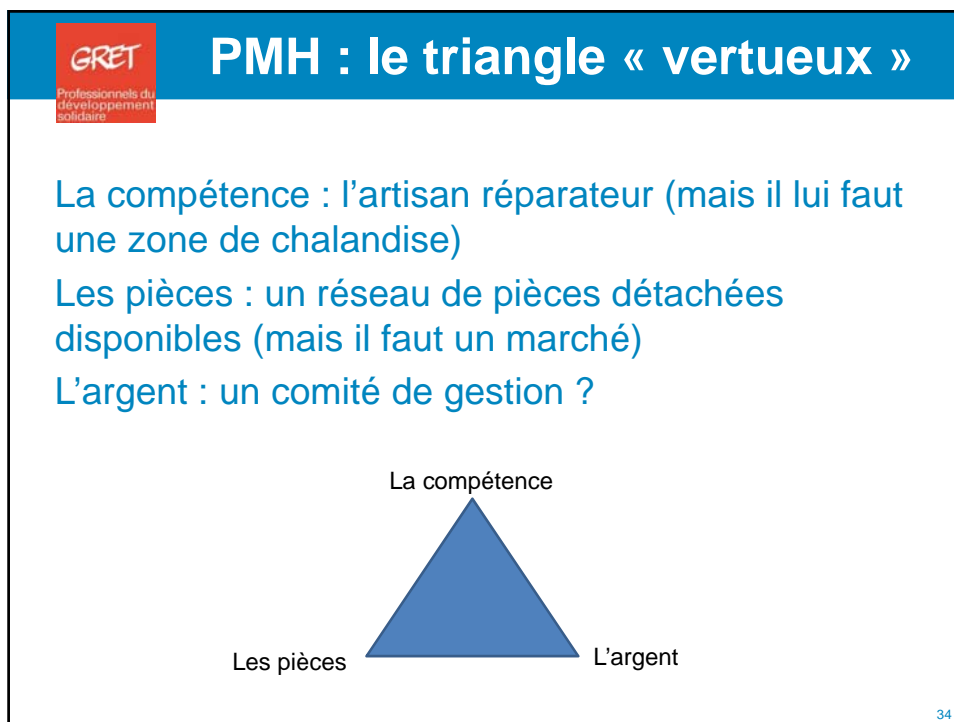 GRET
Professionnels du
développement
solidaire
PMH : le triangle « vertueux »
La compétence : l’artisan réparateur (mais il lui faut
une zone de chalandise)
Les pièces : un réseau de pièces détachées
disponibles (mais il faut un marché)
L’argent : un comité de gestion ?
La compétence
Les pièces
L’argent
34